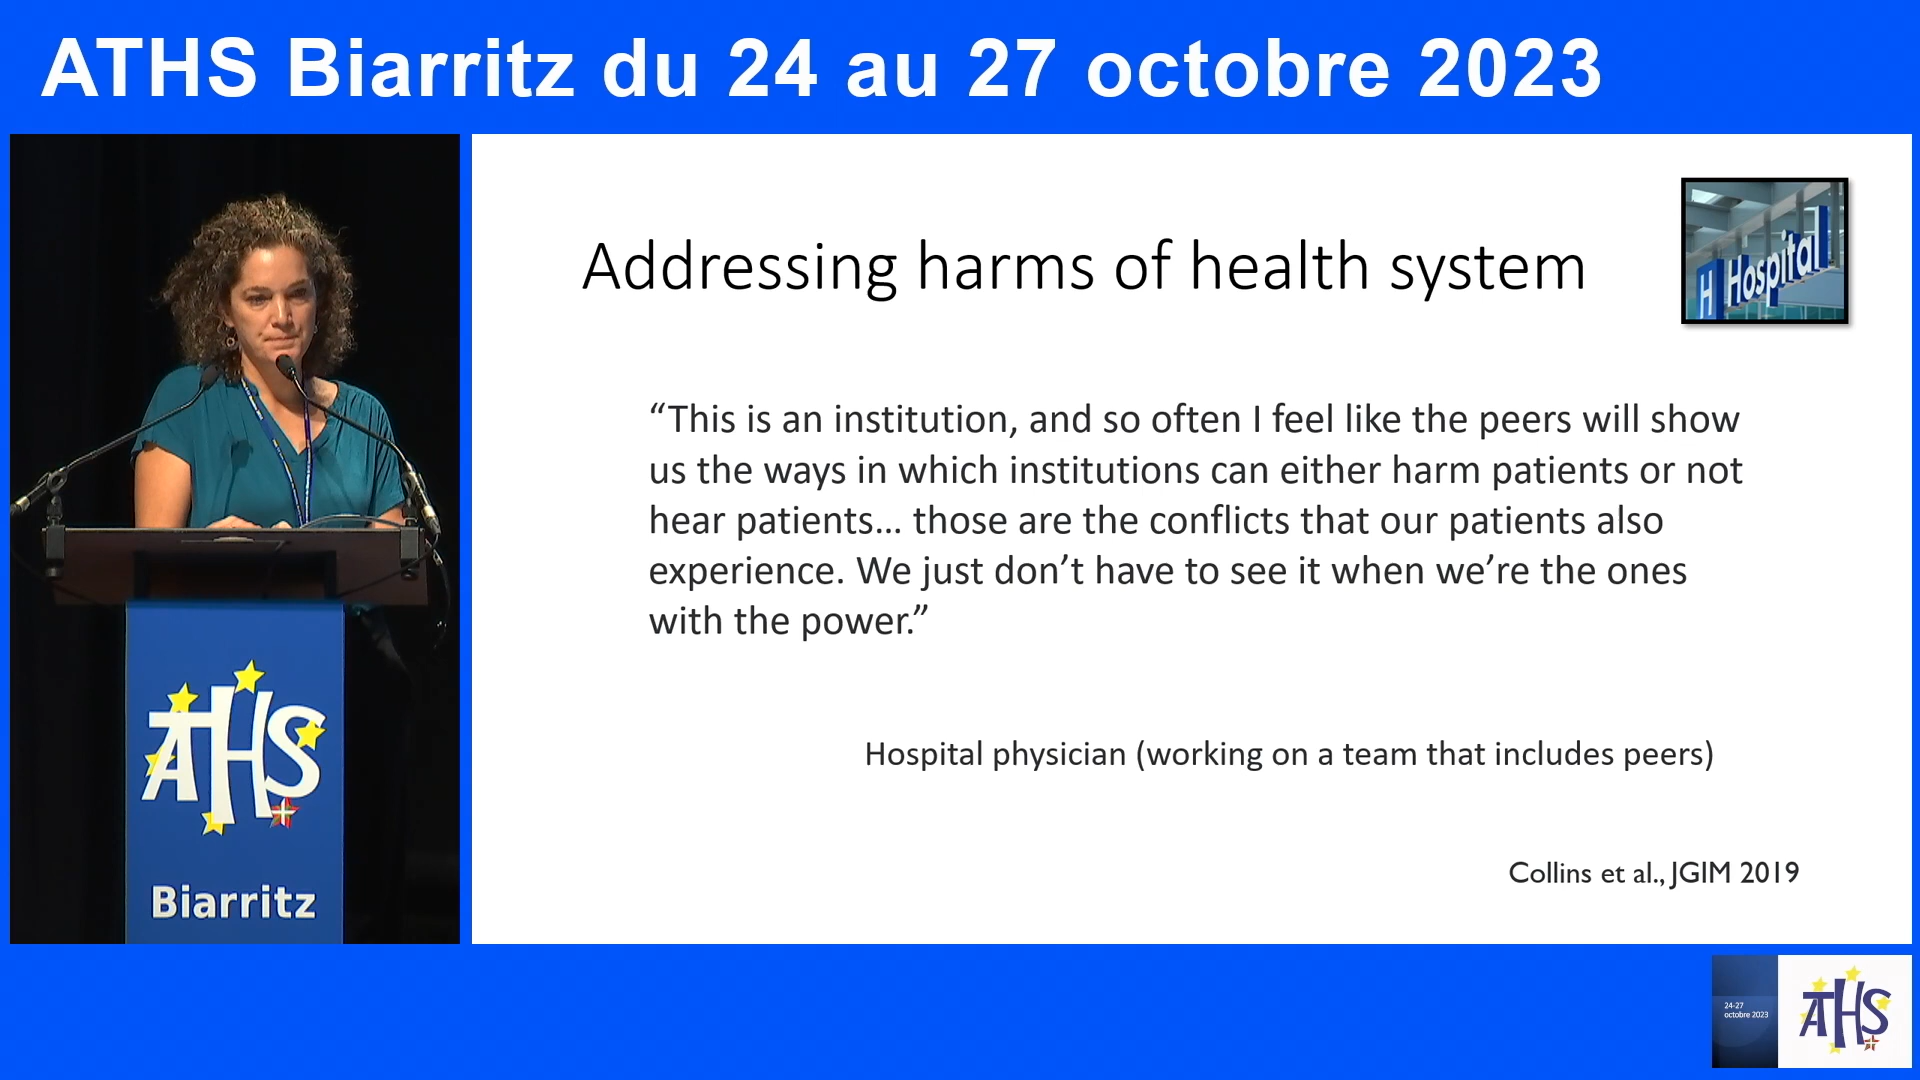 ATHS Biarritz du 24 au 27 octobre 2023
H Hospital
Addressing harms of health system
“This is an institution, and so often I feel like the peers will show
us the ways in which institutions can either harm patients or not
hear patients… those are the conflicts that our patients also
experience. We just don’t have to see it when we’re the ones
with the power.”
Hospital physician (working on a team that includes peers)
Collins et al., JGIM 2019
ATHS
Biarritz
24-27
octobre 2023
ATHS